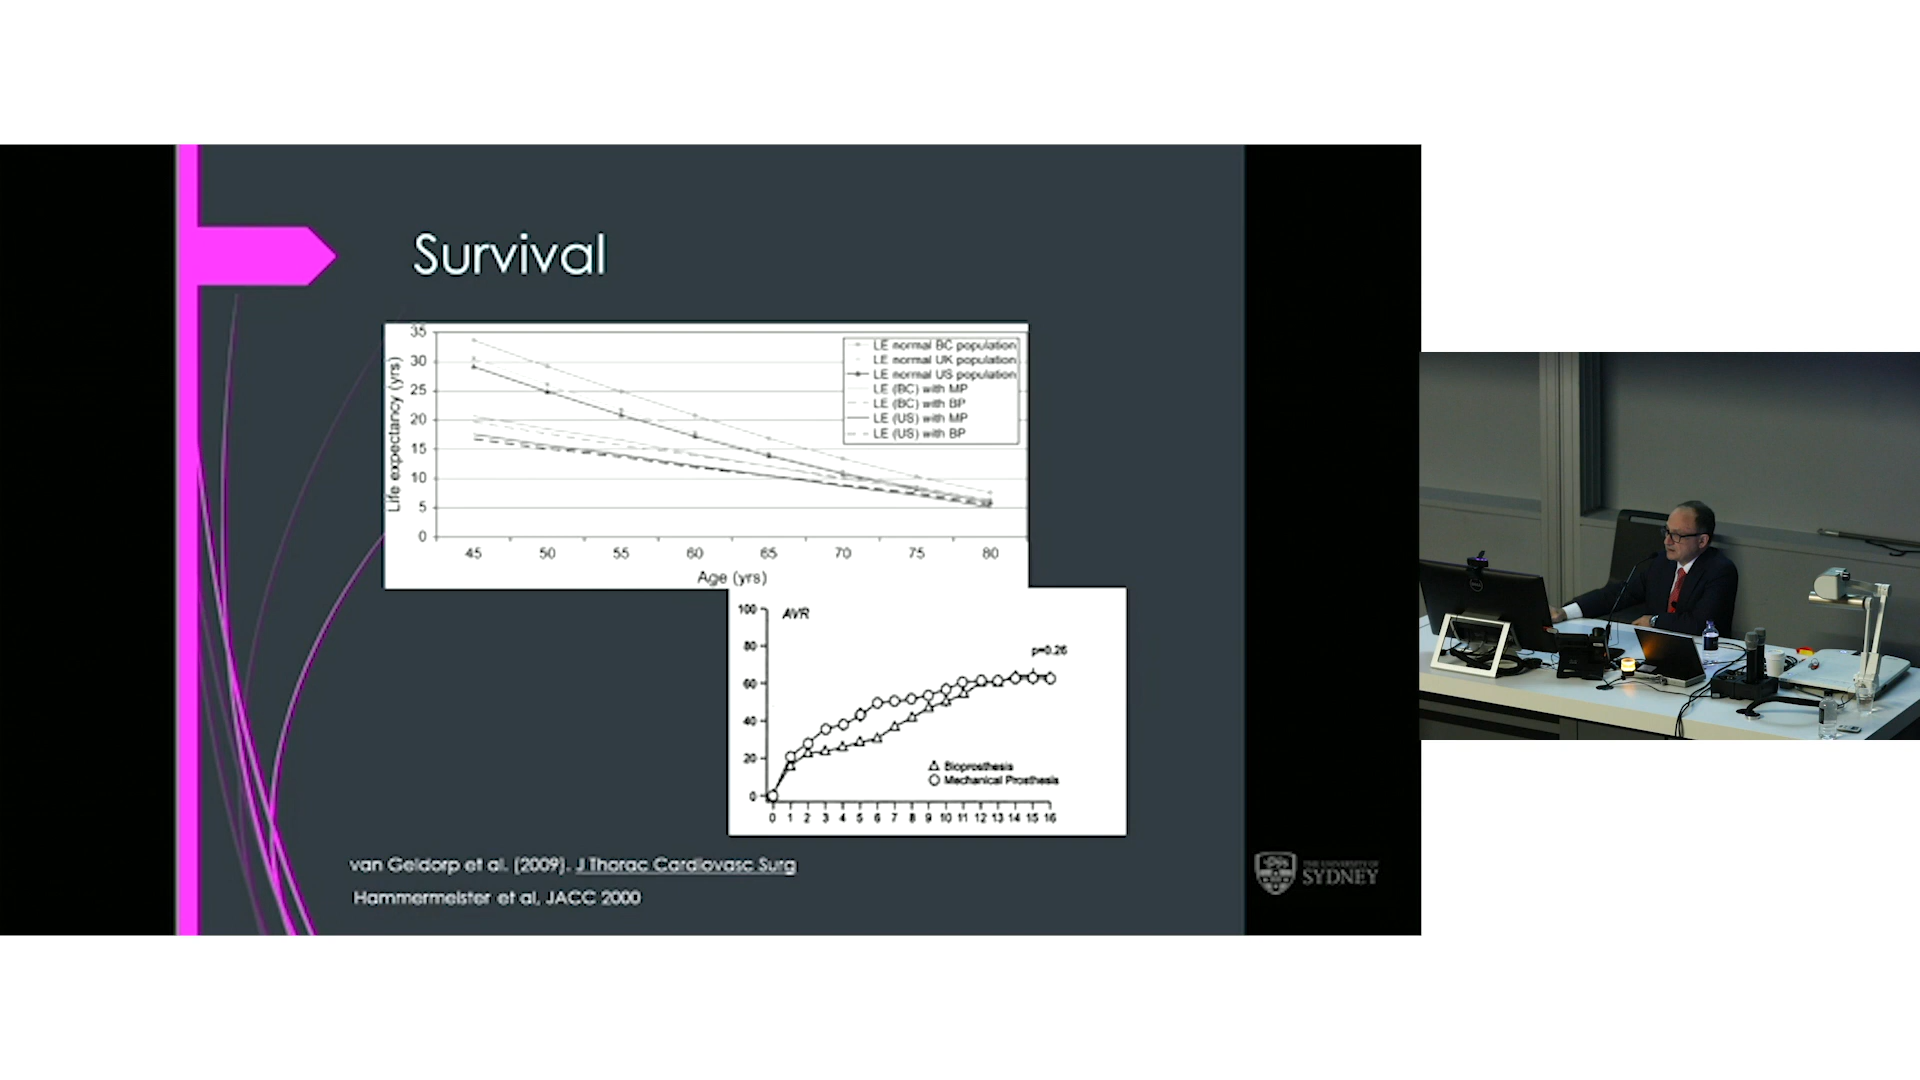 Survival
35
30
25
20
15
10
5
0
Life expectancy (yrs)
LE normal BC population
LE normal UK population
LE normal US population
LE (BC) with MP
LE (BC) with BP
LE (US) with MP
LE (US) with BP
45 50 55 60 65 70 75 80
Age (yrs)
AVR
p=0.26
100
80
60
40
20
0
Bioprosthesis
Mechanical Prosthesis
0 1 2 3 4 5 6 7 8 9 10 11 12 13 14 15 16
van Geldorp et al. (2009). J Thorac Cardiovasc Surg
Hammermeister et al, JACC 2000
THE UNIVERSITY OF
SYDNEY